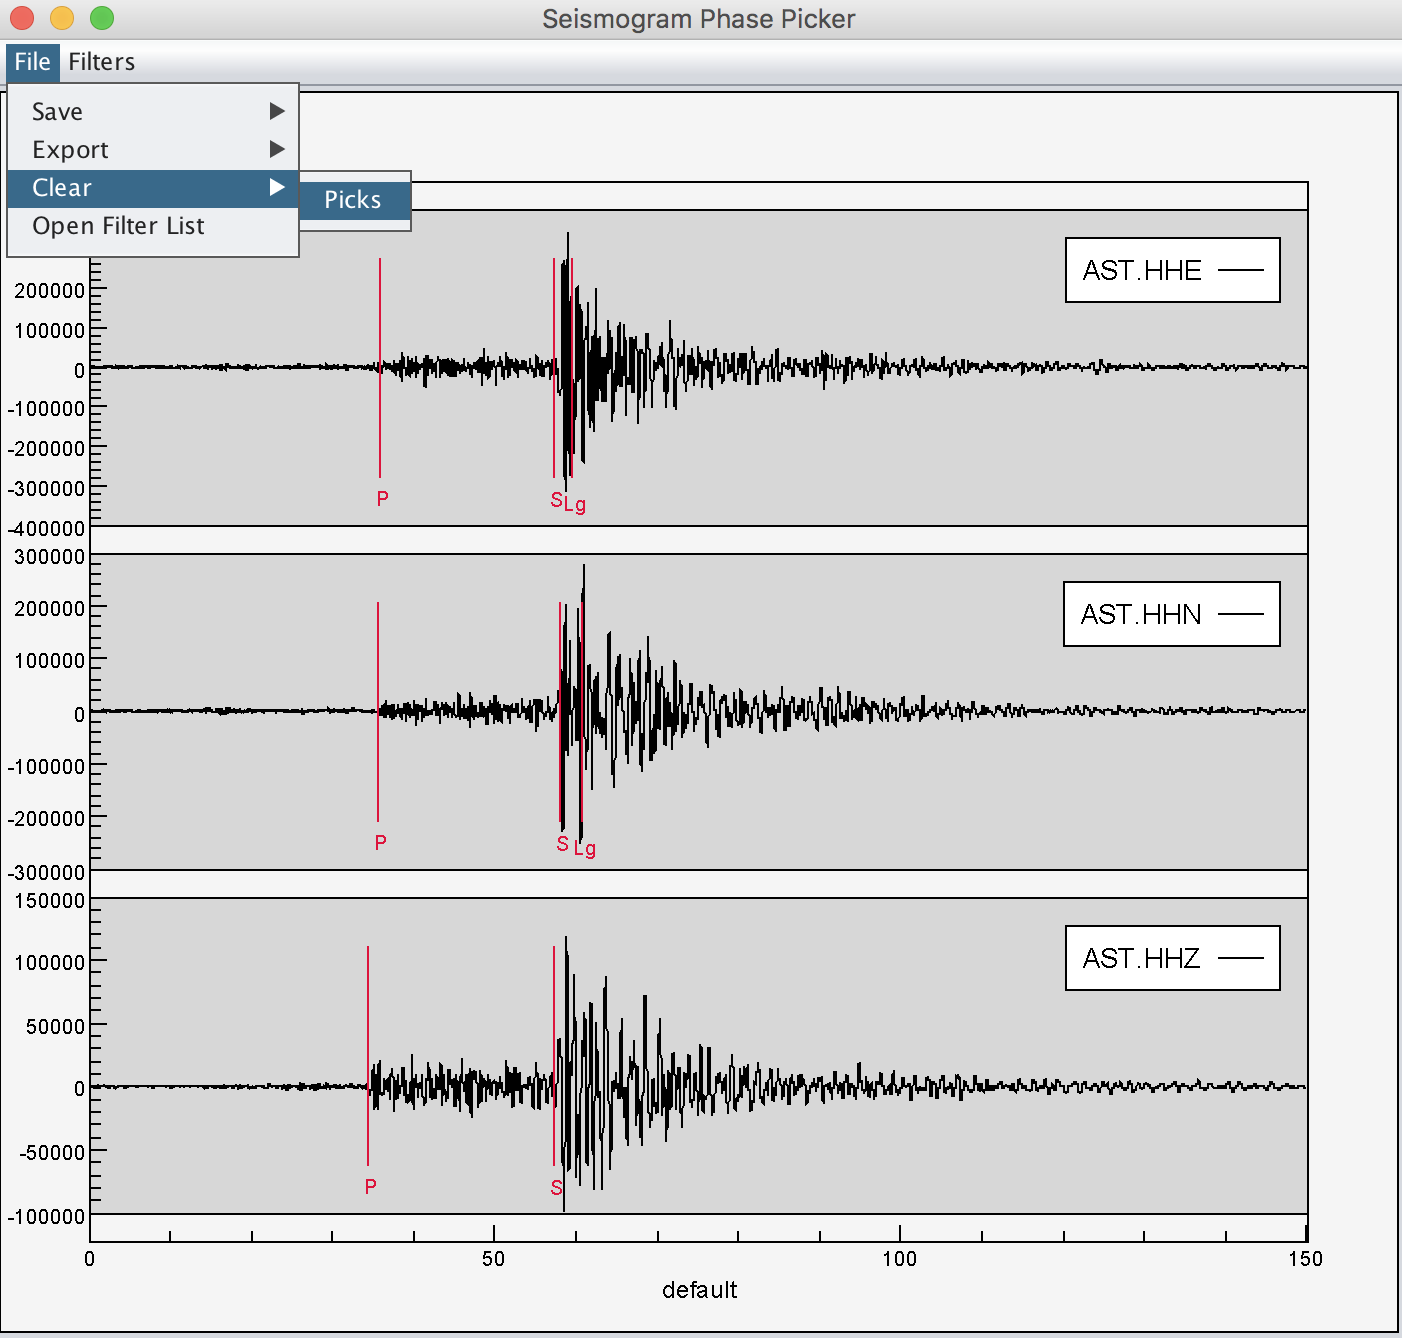 Seismogram Phase Picker
File Filters
Save
Export
Clear
Picks
Open Filter List
200000
100000
0
-100000
-200000
-300000
-400000
AST.HHE
P
S
Lg
300000
200000
100000
0
-100000
-200000
-300000
AST.HHN
P
S
Lg
150000
100000
50000
0
-50000
-100000
AST.HHZ
P
S
0 50 100 150
default